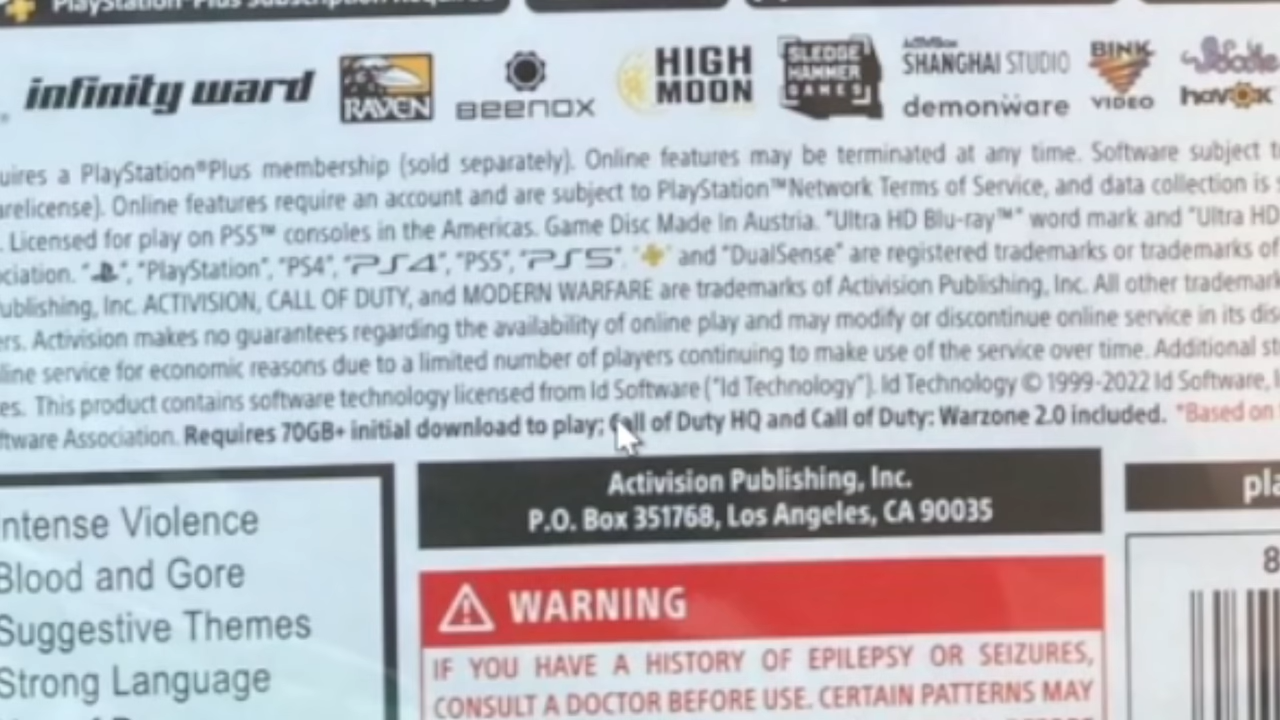 PlayStation Plus Subscription Required
infinity ward
RAVEN
BEENOX
HIGH MOON
SLEDGE HAMMER GAMES
ACTIVISION
SHANGHAI STUDIO
demonware
BINK VIDEO
havok
uires a PlayStation®Plus membership (sold separately). Online features may be terminated at any time. Software subject t
arelicense). Online features require an account and are subject to PlayStation™Network Terms of Service, and data collection is
. Licensed for play on PS5™ consoles in the Americas. Game Disc Made In Austria. "Ultra HD Blu-ray™" word mark and "Ultra HD
ciation. "", "PlayStation", "PS4", "PS4", "PS5", "PS5", "" and "DualSense" are registered trademarks or trademarks of
ublishing, Inc. ACTIVISION, CALL OF DUTY, and MODERN WARFARE are trademarks of Activision Publishing, Inc. All other trademark
ers. Activision makes no guarantees regarding the availability of online play and may modify or discontinue online service in its dis
line service for economic reasons due to a limited number of players continuing to make use of the service over time. Additional st
es. This product contains software technology licensed from Id Software ("Id Technology"). Id Technology © 1999-2022 Id Software,
ftware Association. Requires 70GB+ initial download to play; Call of Duty HQ and Call of Duty: Warzone 2.0 included. *Based on
ntense Violence
Blood and Gore
Suggestive Themes
Strong Language
Activision Publishing, Inc.
P.O. Box 351768, Los Angeles, CA 90035
WARNING
IF YOU HAVE A HISTORY OF EPILEPSY OR SEIZURES,
CONSULT A DOCTOR BEFORE USE. CERTAIN PATTERNS MAY
pla
8